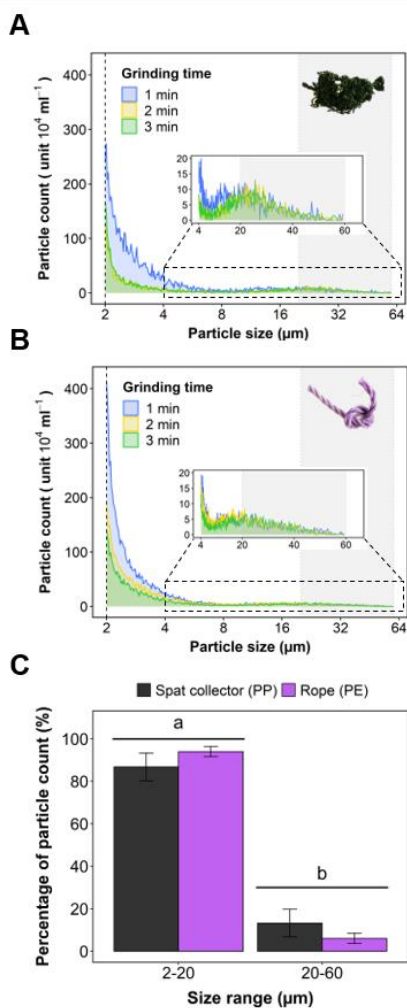 A
Particle count ( unit 10⁴ ml⁻¹ )
400
300
200
100
0
Grinding time
1 min
2 min
3 min
20
15
10
5
0
4 20 40 60
2 4 8 16 32 64
Particle size (µm)
B
Particle count ( unit 10⁴ ml⁻¹ )
400
300
200
100
0
Grinding time
1 min
2 min
3 min
20
15
10
5
0
4 20 40 60
2 4 8 16 32 64
Particle size (µm)
C
Spat collector (PP) Rope (PE)
Percentage of particle count (%)
100
80
60
40
20
0
a
b
2-20 20-60
Size range (µm)